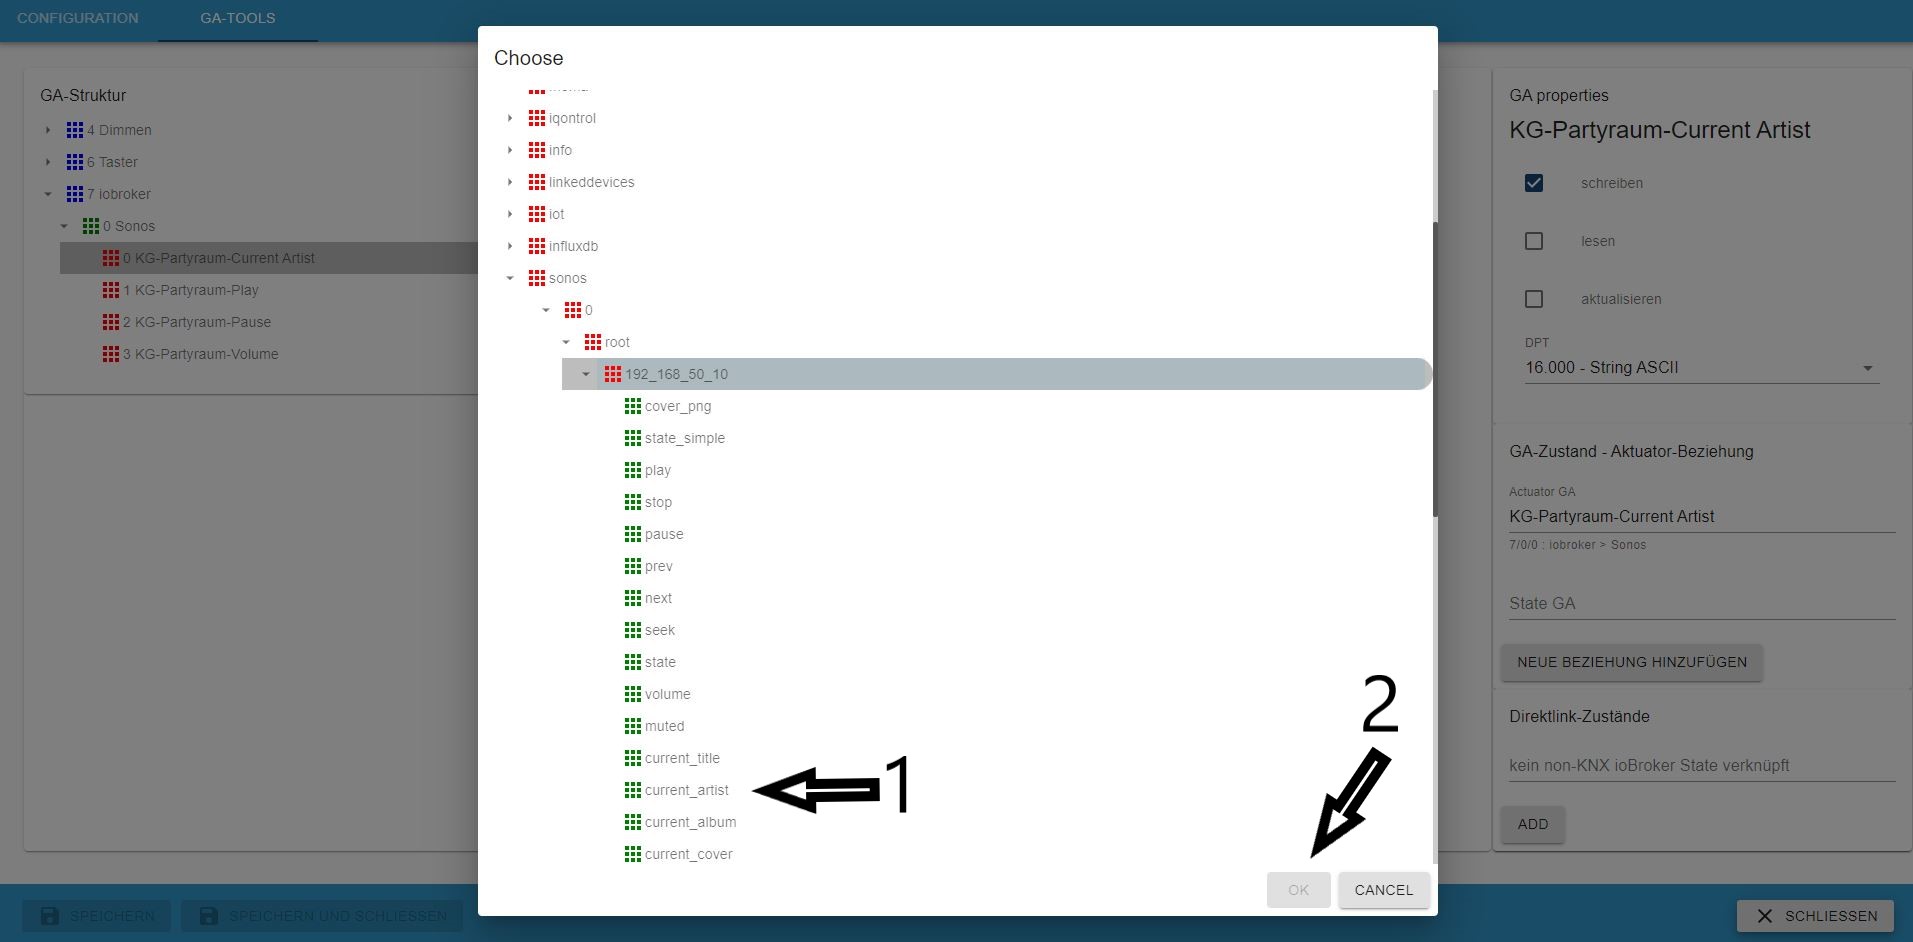 CONFIGURATION
GA-TOOLS
GA-Struktur
4 Dimmen
6 Taster
7 iobroker
0 Sonos
0 KG-Partyraum-Current Artist
1 KG-Partyraum-Play
2 KG-Partyraum-Pause
3 KG-Partyraum-Volume
Choose
iqontrol
info
linkeddevices
iot
influxdb
sonos
0
root
192_168_50_10
cover_png
state_simple
play
stop
pause
prev
next
seek
state
volume
muted
current_title
current_artist
current_album
current_cover
1
2
OK
CANCEL
GA properties
KG-Partyraum-Current Artist
schreiben
lesen
aktualisieren
DPT
16.000 - String ASCII
GA-Zustand - Aktuator-Beziehung
Actuator GA
KG-Partyraum-Current Artist
7/0/0 : iobroker > Sonos
State GA
NEUE BEZIEHUNG HINZUFÜGEN
Direktlink-Zustände
kein non-KNX ioBroker State verknüpft
ADD
SPEICHERN
SPEICHERN UND SCHLIESSEN
SCHLIESSEN